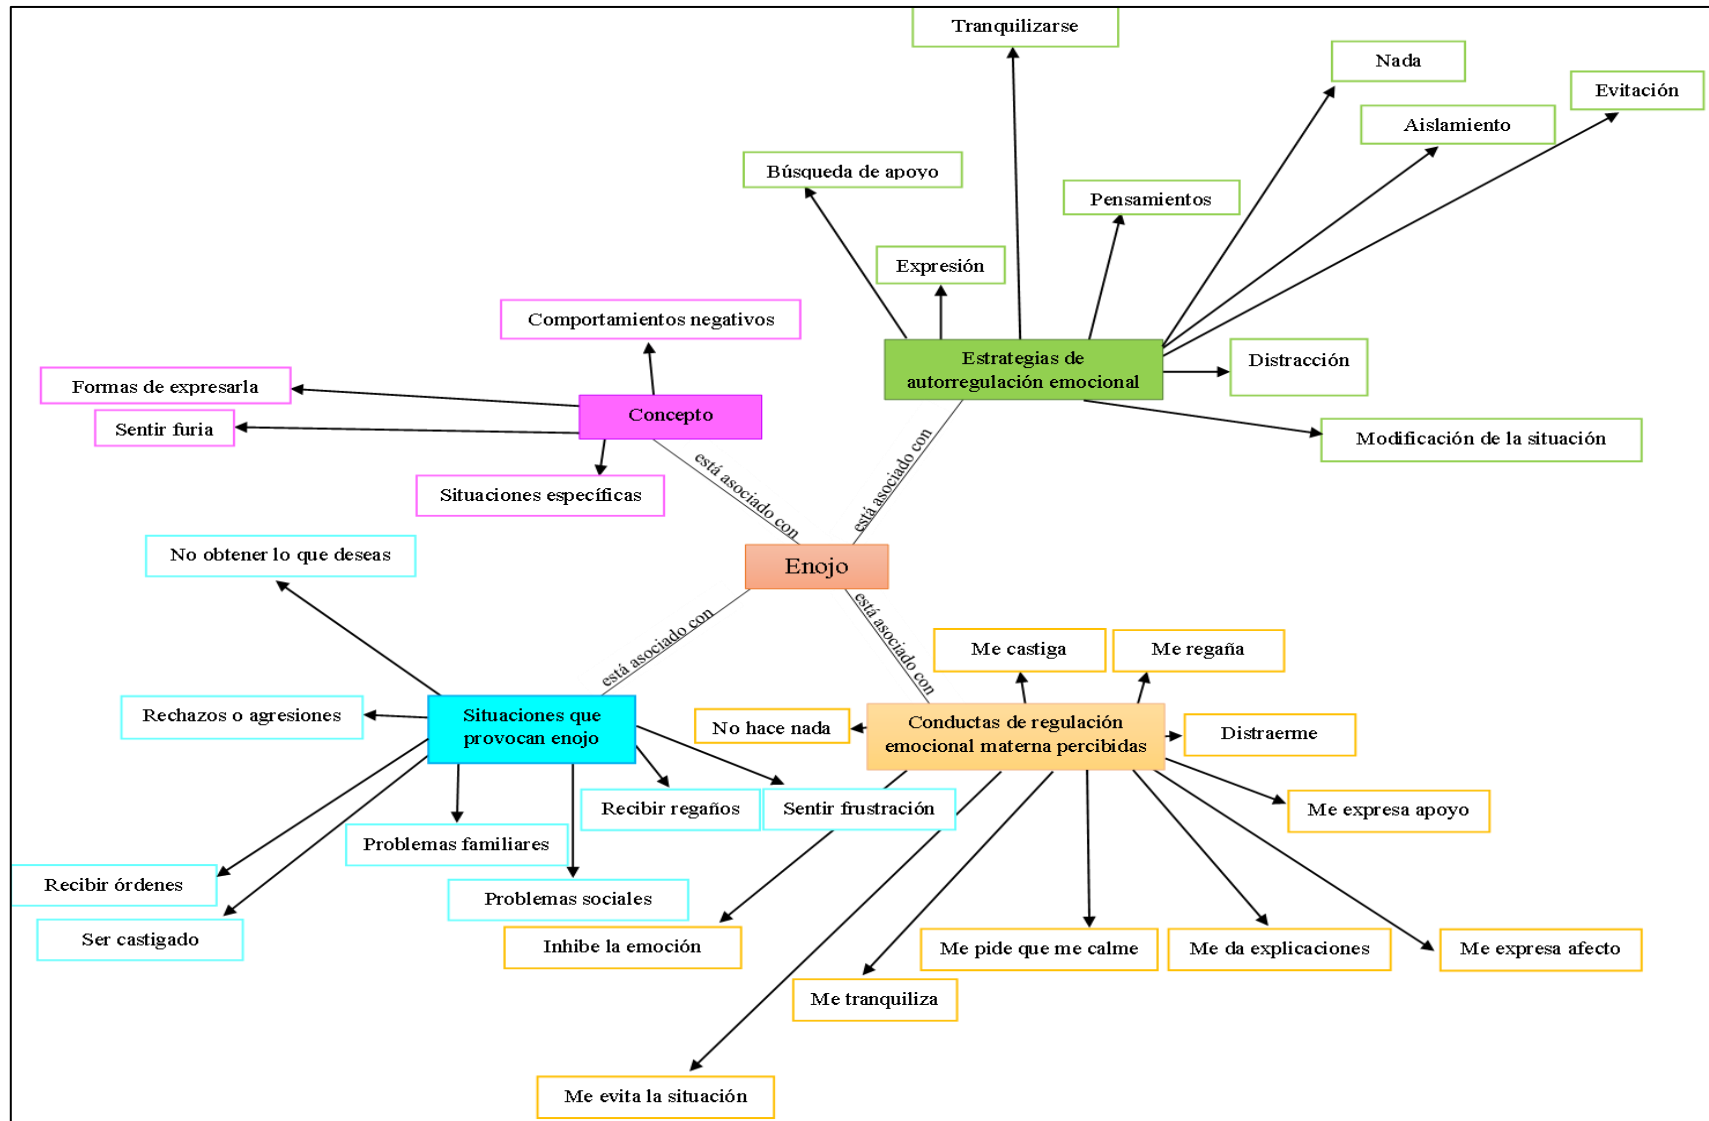 Tranquilizarse
Nada
Evitación
Aislamiento
Búsqueda de apoyo
Pensamientos
Expresión
Comportamientos negativos
Estrategias de
autorregulación emocional
Distracción
Formas de expresarla
Concepto
Sentir furia
Modificación de la situación
Situaciones específicas
está asociado con
está asociado con
No obtener lo que deseas
Enojo
está asociado con
está asociado con
Me castiga
Me regaña
Rechazos o agresiones
Situaciones que
provocan enojo
No hace nada
Conductas de regulación
emocional materna percibidas
Distraerme
Recibir regaños
Sentir frustración
Me expresa apoyo
Problemas familiares
Recibir órdenes
Problemas sociales
Ser castigado
Inhibe la emoción
Me pide que me calme
Me da explicaciones
Me expresa afecto
Me tranquiliza
Me evita la situación